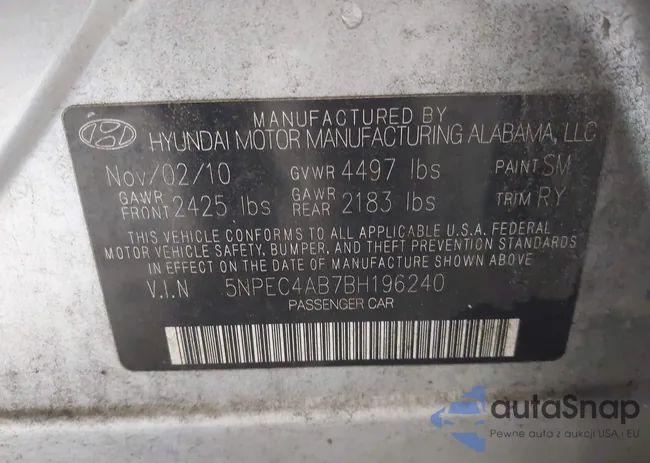 MANUFACTURED BY
HYUNDAI MOTOR MANUFACTURING ALABAMA, LLC
Nov/02/10 GVWR 4497 lbs PAINT SM
GAWR FRONT 2425 lbs GAWR REAR 2183 lbs TRIM RY
THIS VEHICLE CONFORMS TO ALL APPLICABLE U.S.A. FEDERAL
MOTOR VEHICLE SAFETY, BUMPER, AND THEFT PREVENTION STANDARDS
IN EFFECT ON THE DATE OF MANUFACTURE SHOWN ABOVE.
V.I.N 5NPEC4AB7BH196240
PASSENGER CAR
autaSnap
Pewne auta z aukcji USA i EU